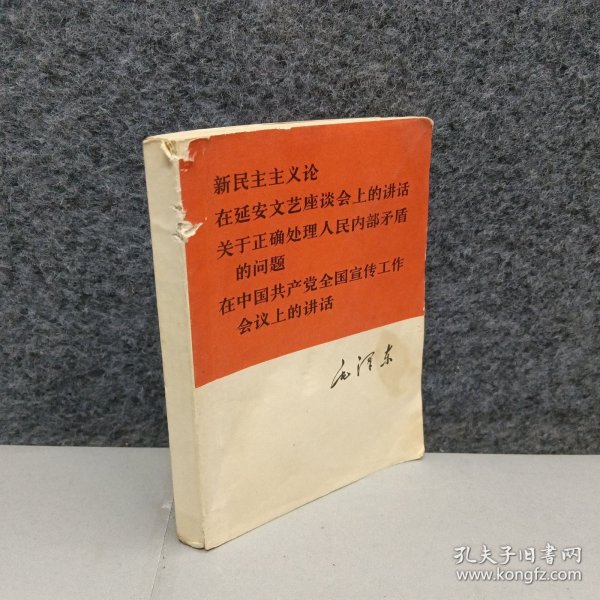 新民主主义论
在延安文艺座谈会上的讲话
关于正确处理人民内部矛盾
的问题
在中国共产党全国宣传工作
会议上的讲话
毛泽东
孔夫子旧书网
www.kongfz.com